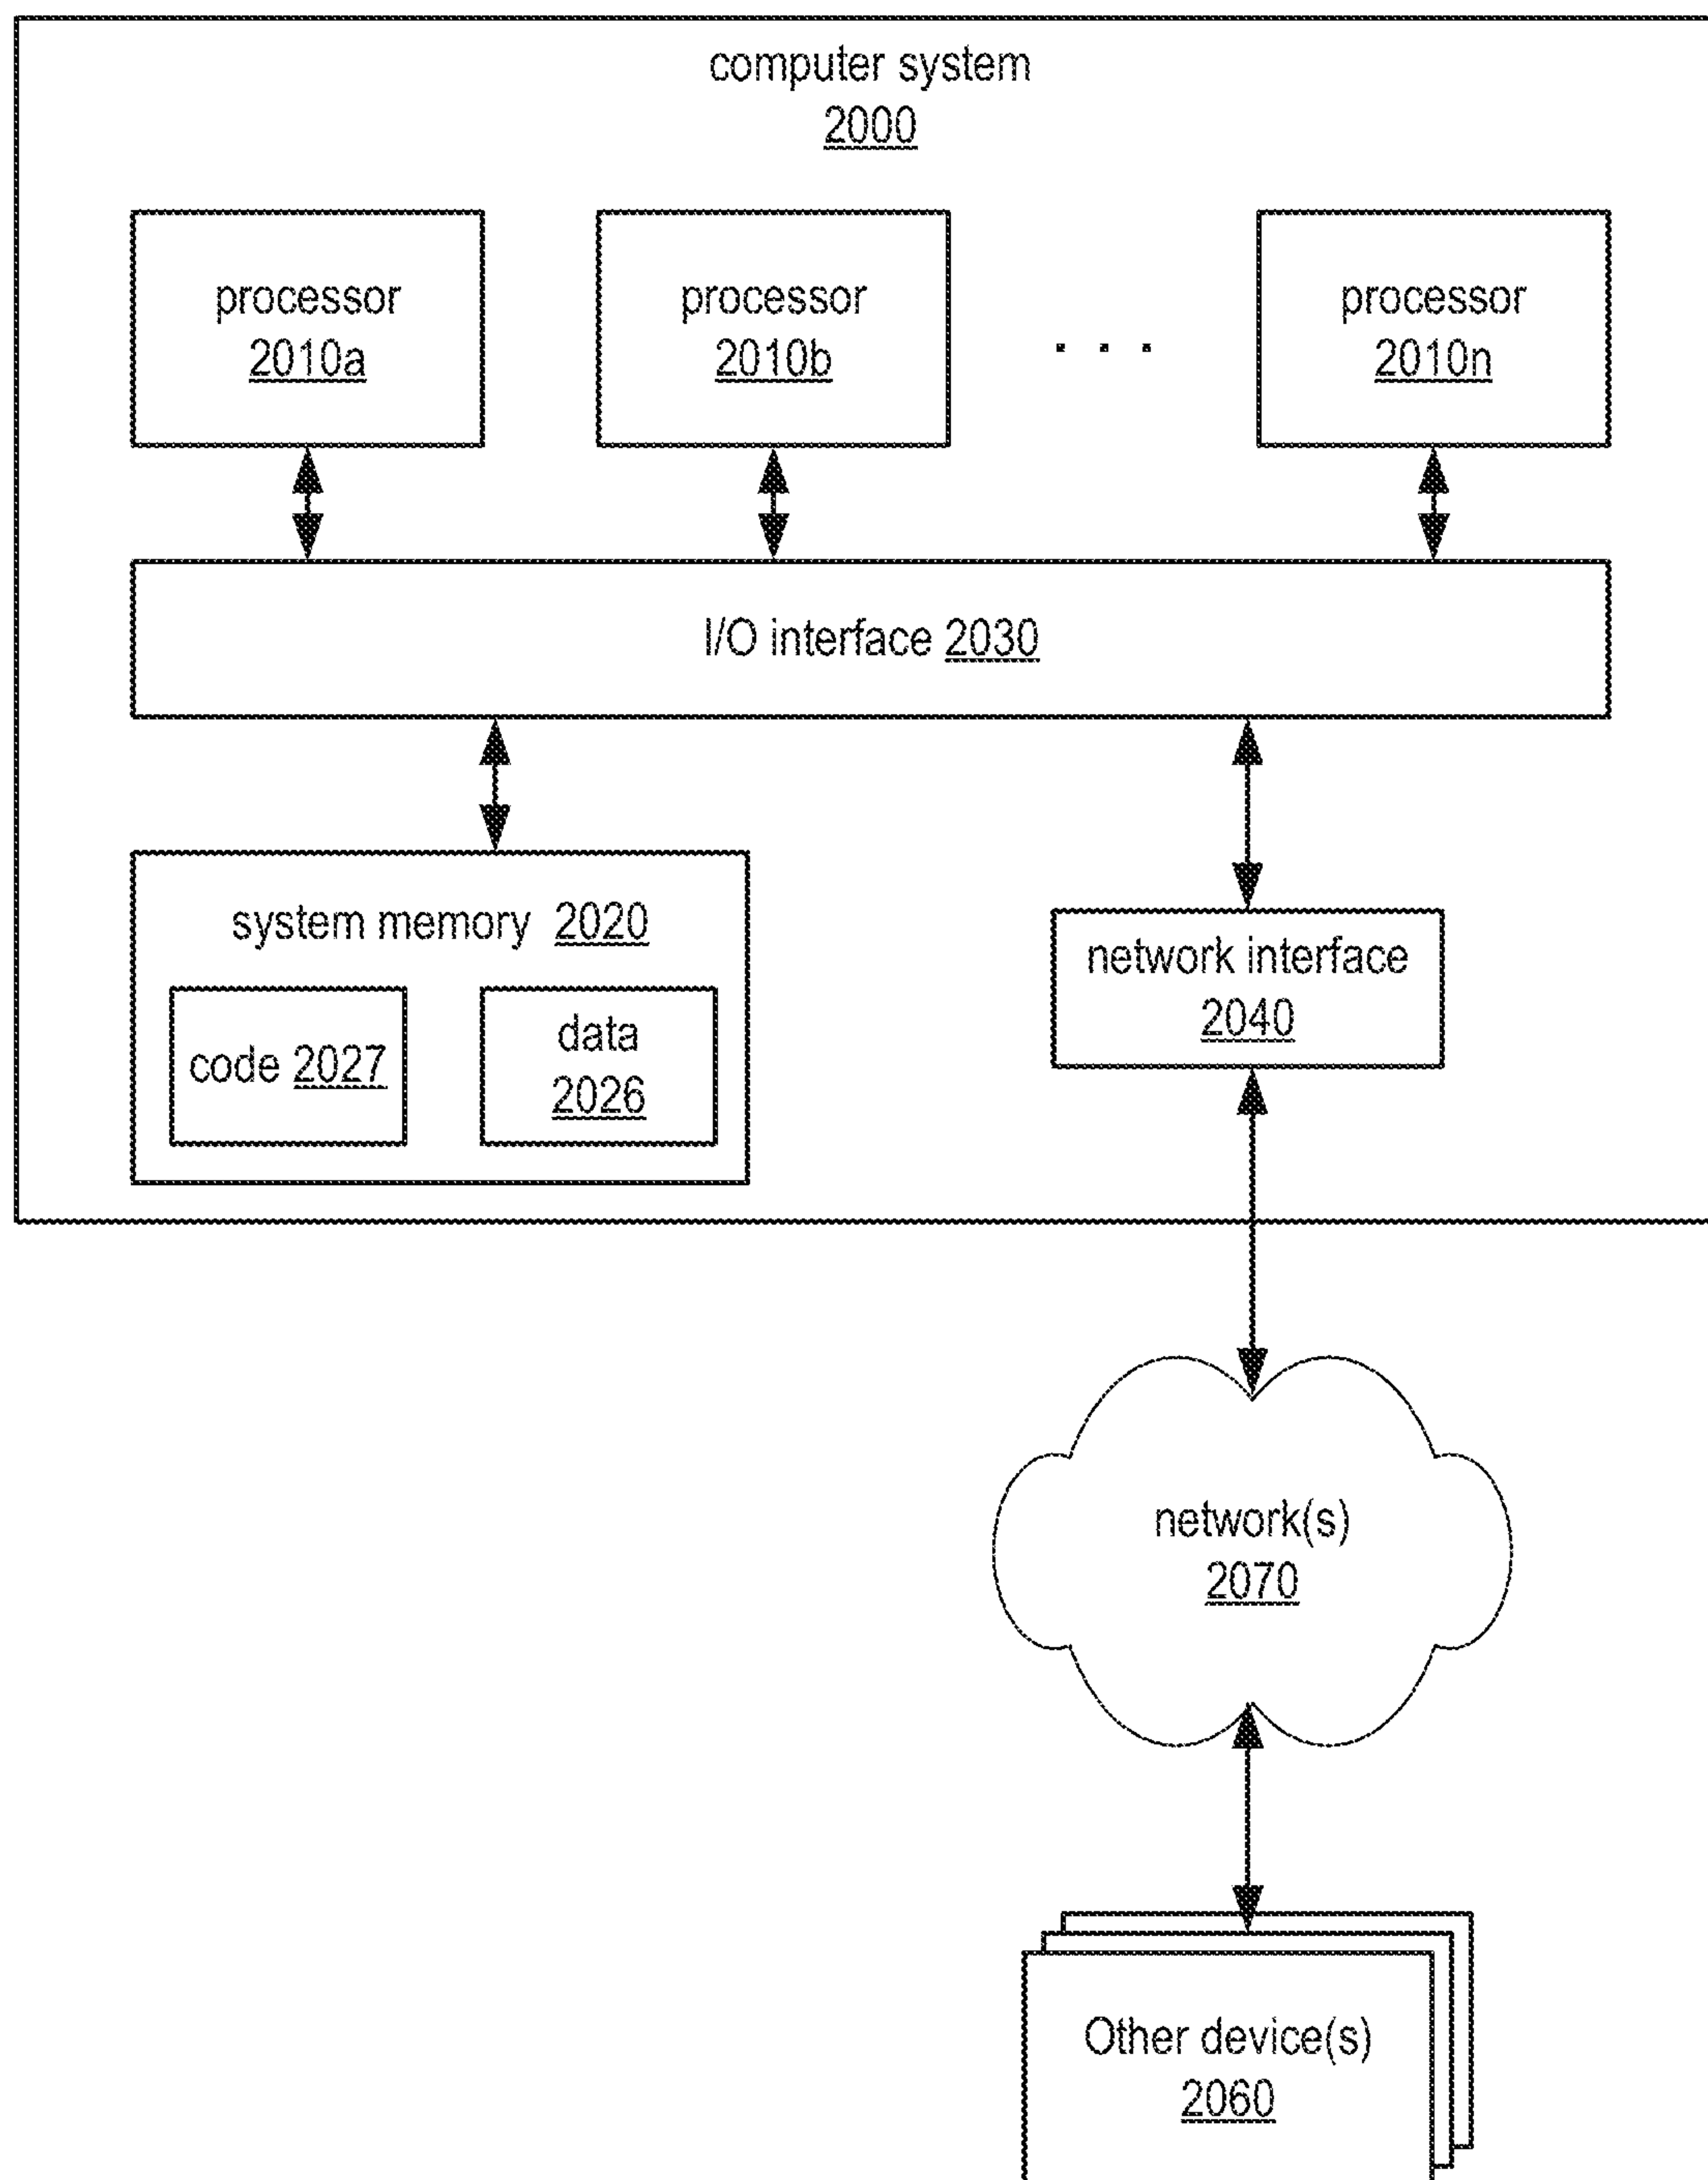 computer system
2000
processor
2010a
processor
2010b
. . .
processor
2010n
I/O interface 2030
system memory 2020
code 2027
data
2026
network interface
2040
network(s)
2070
Other device(s)
2060